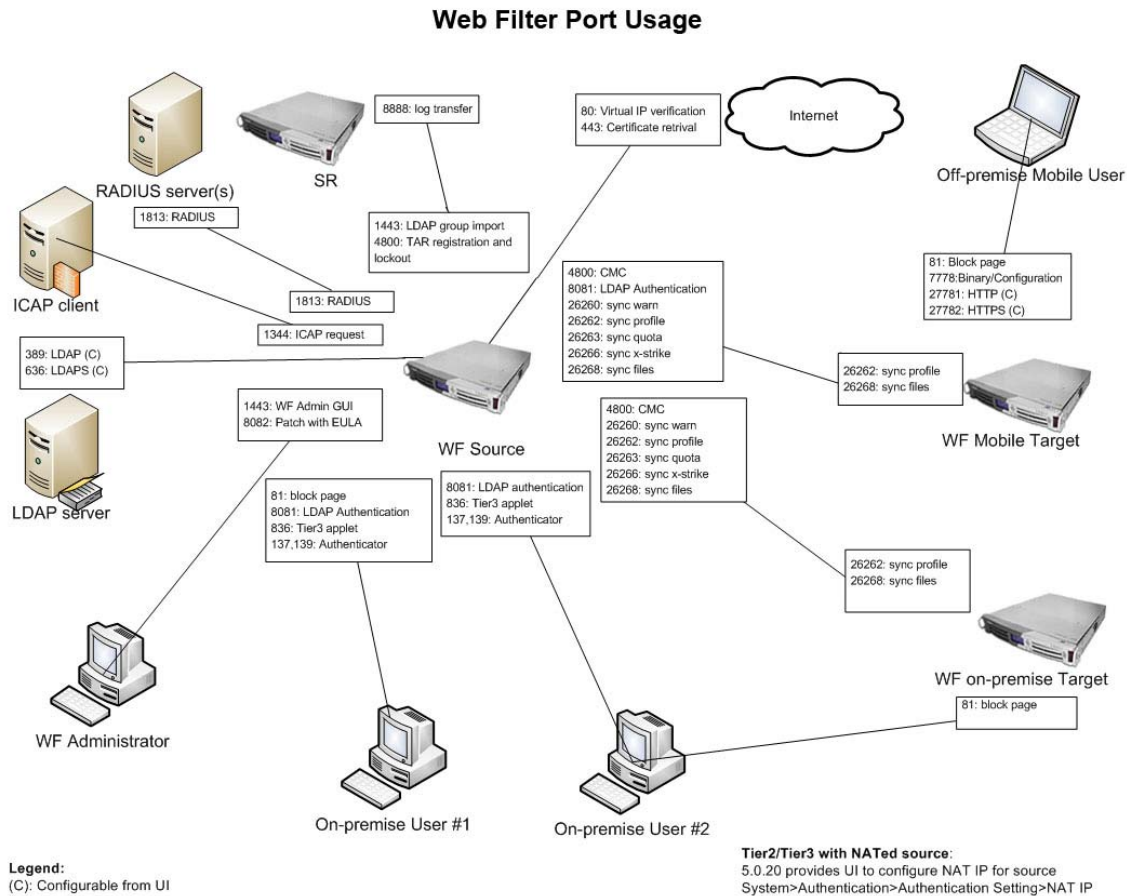 Web Filter Port Usage
8888: log transfer
80: Virtual IP verification
443: Certificate retrival
Internet
SR
RADIUS server(s)
Off-premise Mobile User
1813: RADIUS
1443: LDAP group import
4800: TAR registration and
lockout
ICAP client
1813: RADIUS
1344: ICAP request
4800: CMC
8081: LDAP Authentication
26260: sync warn
26262: sync profile
26263: sync quota
26266: sync x-strike
26268: sync files
81: Block page
7778:Binary/Configuration
27781: HTTP (C)
27782: HTTPS (C)
389: LDAP (C)
636: LDAPS (C)
26262: sync profile
26268: sync files
1443: WF Admin GUI
8082: Patch with EULA
WF Source
4800: CMC
26260: sync warn
26262: sync profile
26263: sync quota
26266: sync x-strike
26268: sync files
WF Mobile Target
LDAP server
81: block page
8081: LDAP Authentication
836: Tier3 applet
137,139: Authenticator
8081: LDAP authentication
836: Tier3 applet
137,139: Authenticator
26262: sync profile
26268: sync files
WF on-premise Target
81: block page
WF Administrator
On-premise User #1
On-premise User #2
Legend:
(C): Configurable from UI
Tier2/Tier3 with NATed source:
5.0.20 provides UI to configure NAT IP for source
System>Authentication>Authentication Setting>NAT IP